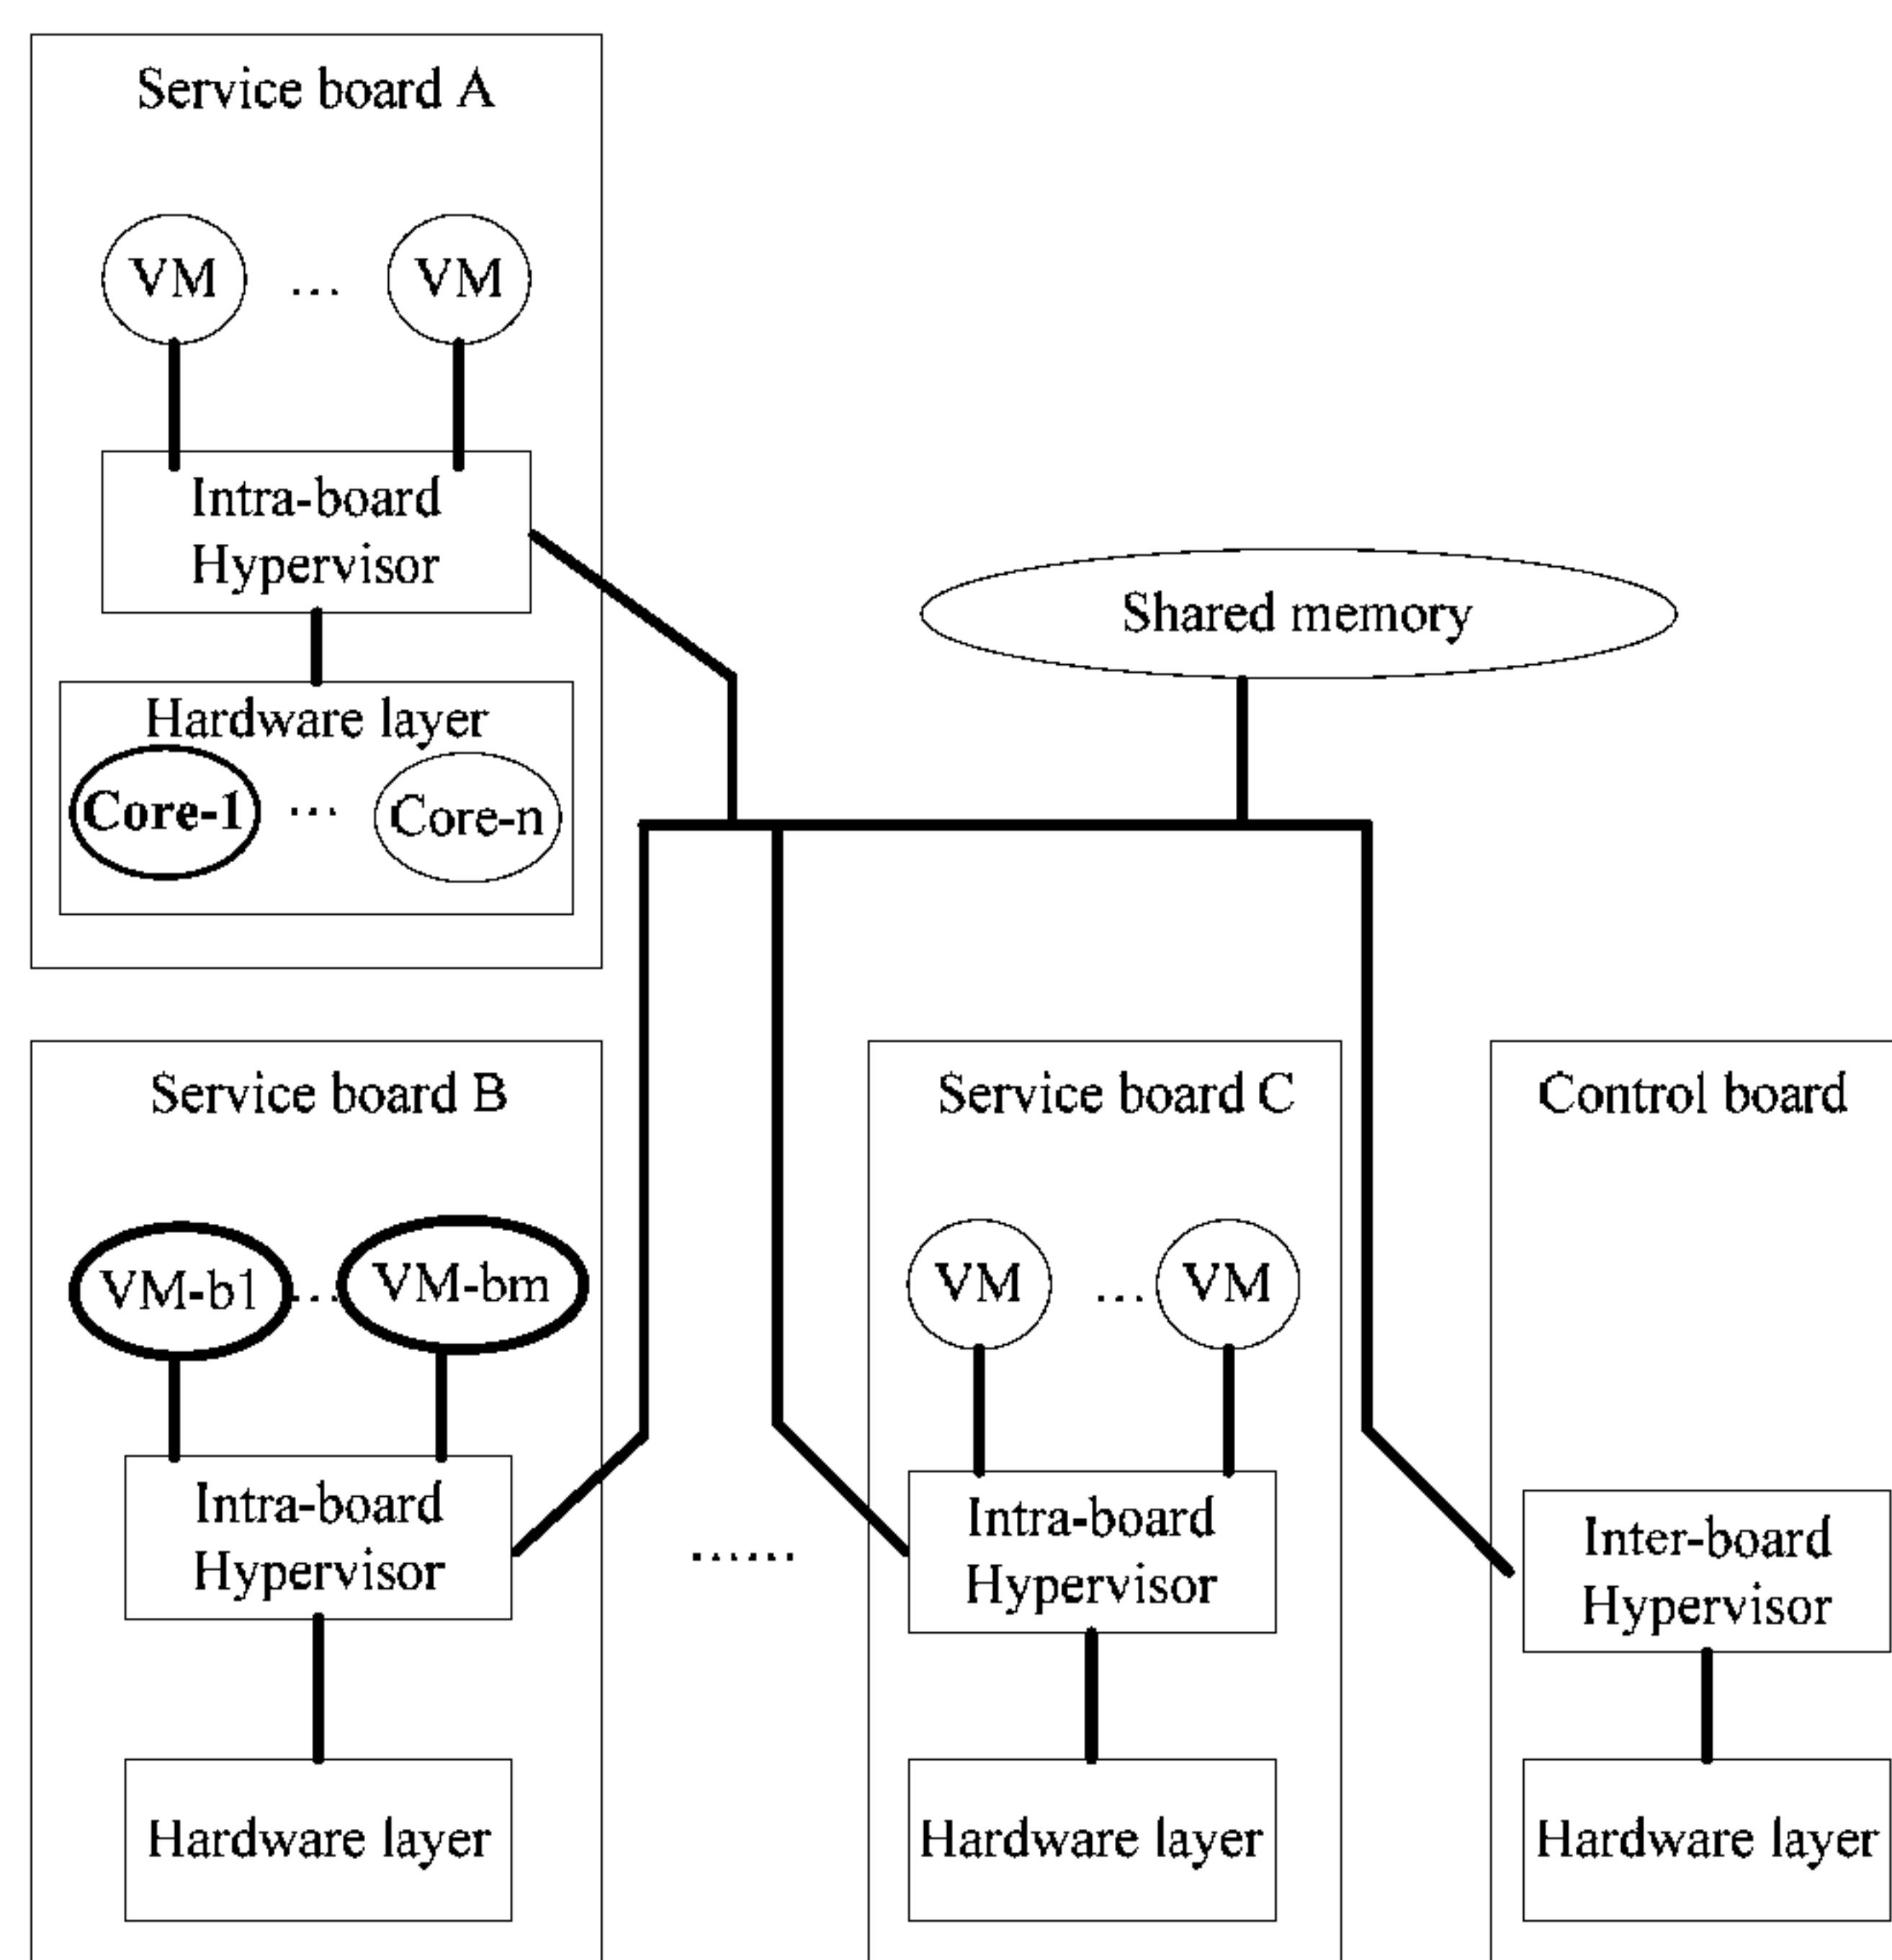 Service board A
VM ... VM
Intra-board
Hypervisor
Hardware layer
Core-1 ... Core-n
Shared memory
Service board B
VM-b1 ... VM-bm
Intra-board
Hypervisor
Hardware layer
......
Service board C
VM ... VM
Intra-board
Hypervisor
Hardware layer
Control board
Inter-board
Hypervisor
Hardware layer